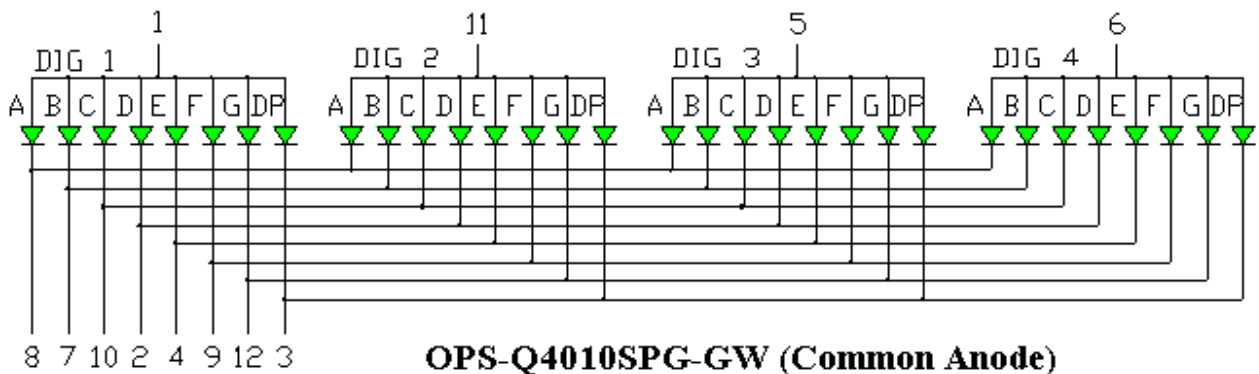 1 11 5 6
DIG 1 DIG 2 DIG 3 DIG 4
A B C D E F G DP A B C D E F G DP A B C D E F G DP A B C D E F G DP
8 7 10 2 4 9 12 3
OPS-Q4010SPG-GW (Common Anode)